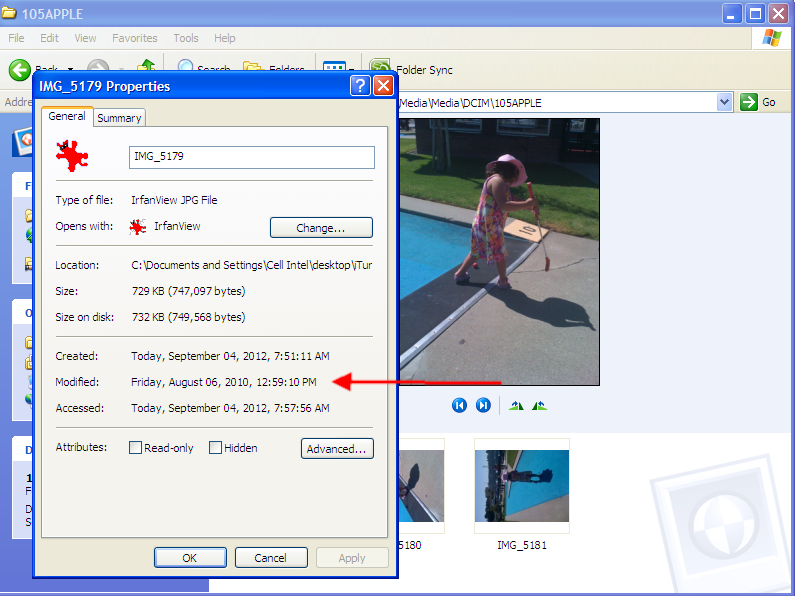 105APPLE
File Edit View Favorites Tools Help
Back Search Folders Folder Sync
Media\Media\DCIM\105APPLE Go
IMG_5179 Properties
General Summary
IMG_5179
Type of file: IrfanView JPG File
Opens with: IrfanView Change...
Location: C:\Documents and Settings\Cell Intel\desktop\Tur
Size: 729 KB (747,097 bytes)
Size on disk: 732 KB (749,568 bytes)
Created: Today, September 04, 2012, 7:51:11 AM
Modified: Friday, August 06, 2010, 12:59:10 PM
Accessed: Today, September 04, 2012, 7:57:56 AM
Attributes: Read-only Hidden Advanced...
OK Cancel Apply
10
5180 IMG_5181